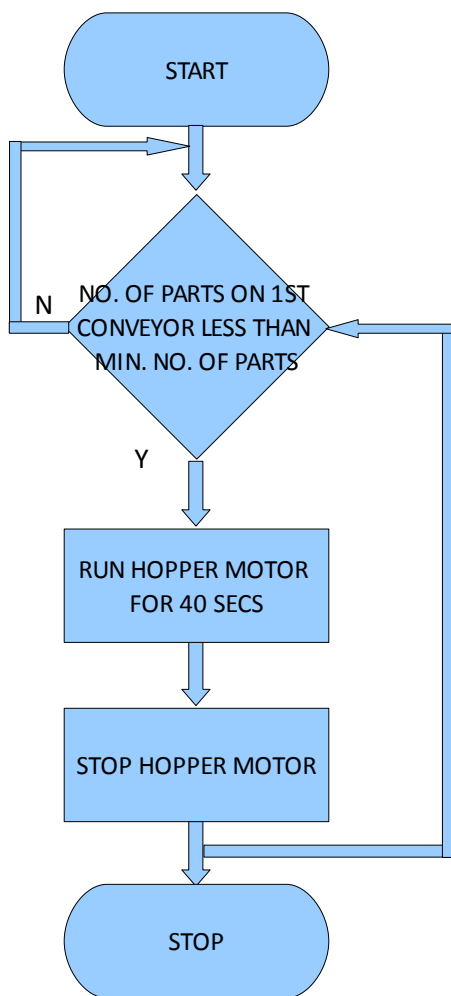 START
NO. OF PARTS ON 1ST
CONVEYOR LESS THAN
MIN. NO. OF PARTS
N
Y
RUN HOPPER MOTOR
FOR 40 SECS
STOP HOPPER MOTOR
STOP